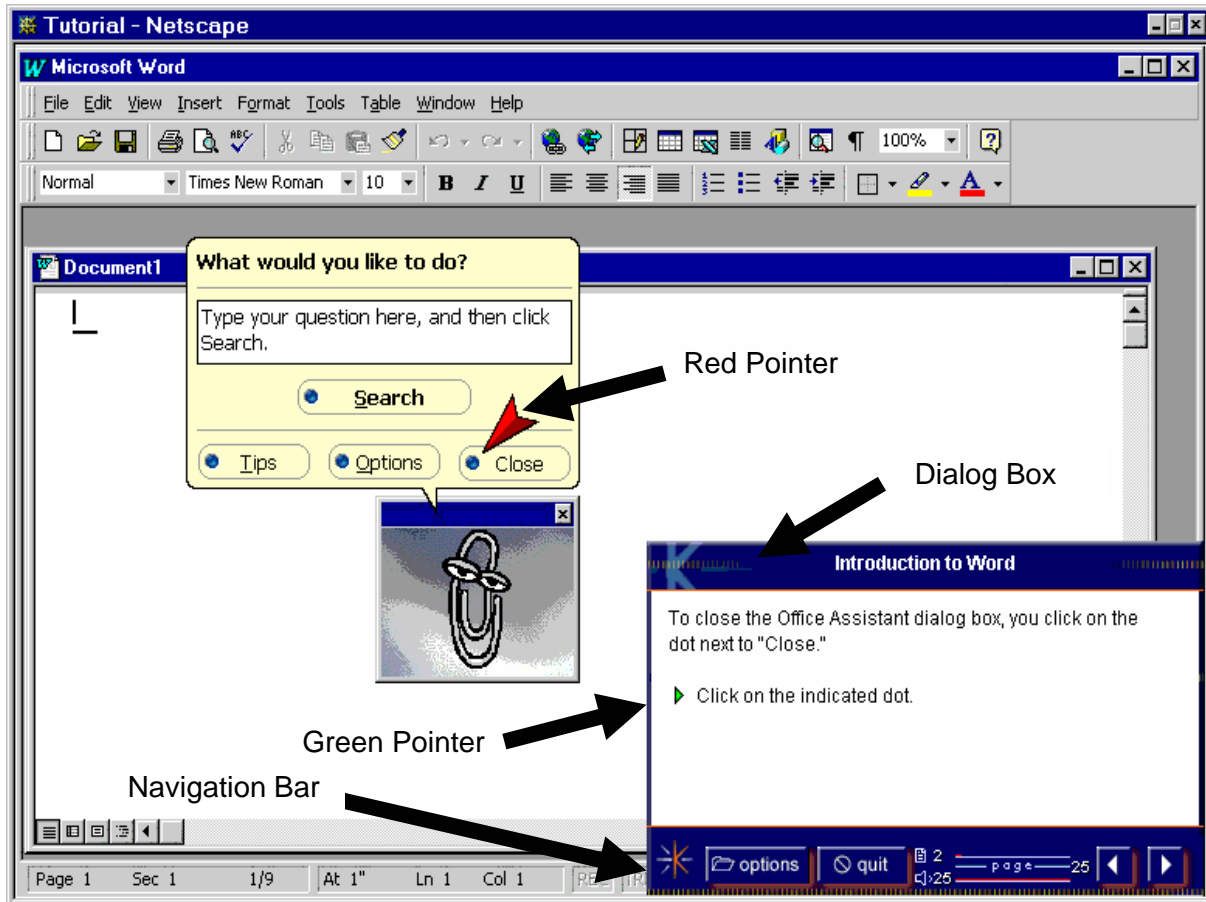 Tutorial - Netscape
Microsoft Word
File Edit View Insert Format Tools Table Window Help
ABC
100%
Normal Times New Roman 10 B I U
Document1
What would you like to do?
Type your question here, and then click
Search.
Search
Tips Options Close
Red Pointer
Dialog Box
Introduction to Word
To close the Office Assistant dialog box, you click on the
dot next to "Close."
Click on the indicated dot.
Green Pointer
Navigation Bar
options quit 2 page 25
25
Page 1 Sec 1 1/9 At 1" Ln 1 Col 1